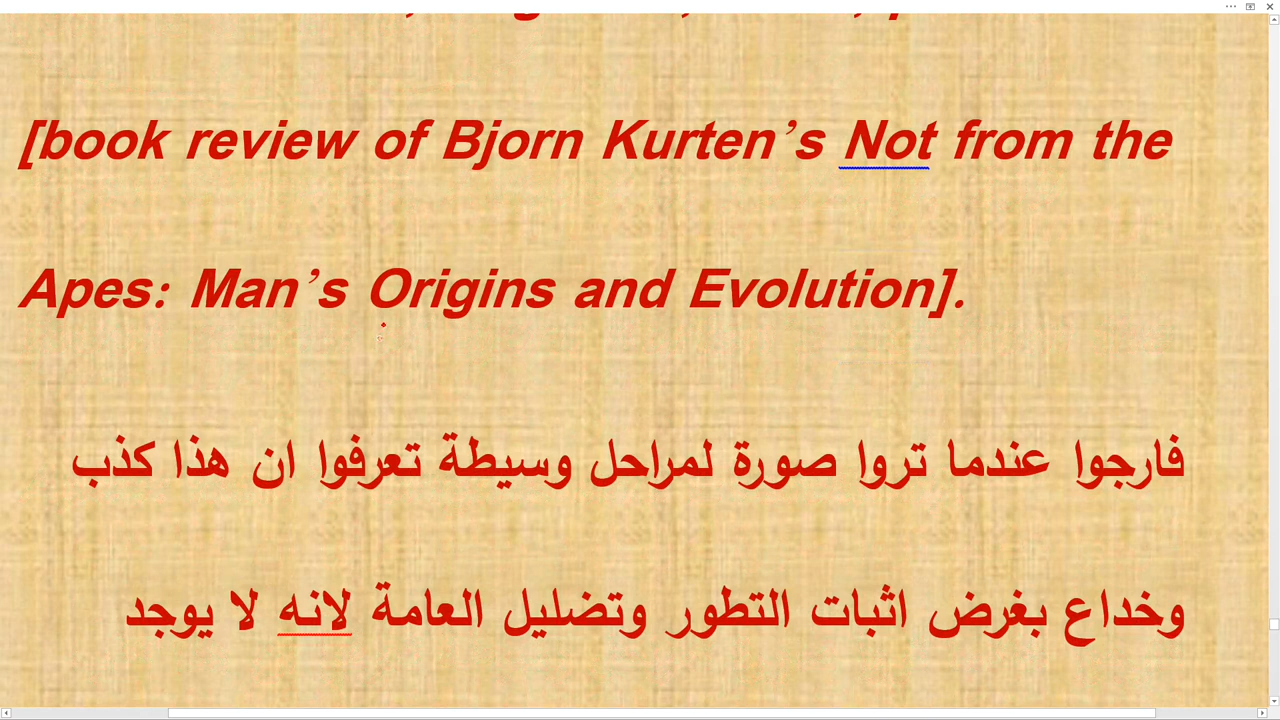 [book review of Bjorn Kurten’s Not from the
Apes: Man’s Origins and Evolution].
فارجوا عندما تروا صورة لمراحل وسيطة تعرفوا ان هذا كذب
وخداع بغرض اثبات التطور وتضليل العامة لانه لا يوجد